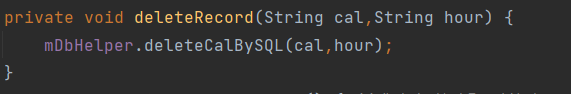 private void deleteRecord(String cal,String hour) {
    mDbHelper.deleteCalBySQL(cal,hour);
}